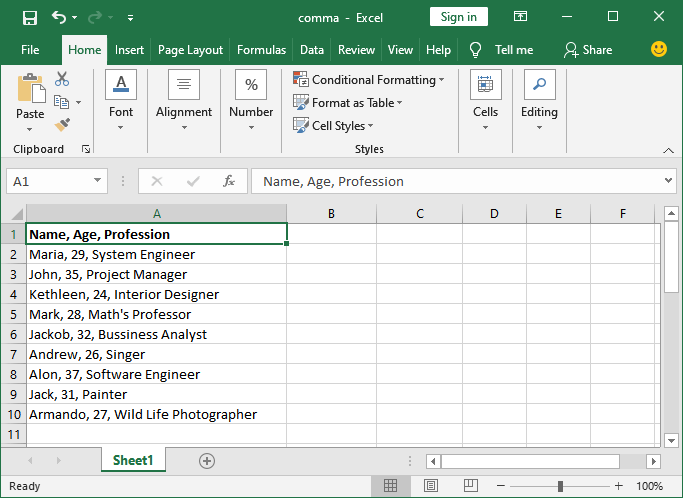 comma - Excel
Sign in
File Home Insert Page Layout Formulas Data Review View Help Tell me Share
Paste
Clipboard
A
Font
Alignment
%
Number
Conditional Formatting
Format as Table
Cell Styles
Styles
Cells
Editing
A1 fx Name, Age, Profession
A B C D E F
1 Name, Age, Profession
2 Maria, 29, System Engineer
3 John, 35, Project Manager
4 Kethleen, 24, Interior Designer
5 Mark, 28, Math's Professor
6 Jackob, 32, Bussiness Analyst
7 Andrew, 26, Singer
8 Alon, 37, Software Engineer
9 Jack, 31, Painter
10 Armando, 27, Wild Life Photographer
11
Sheet1
Ready 100%